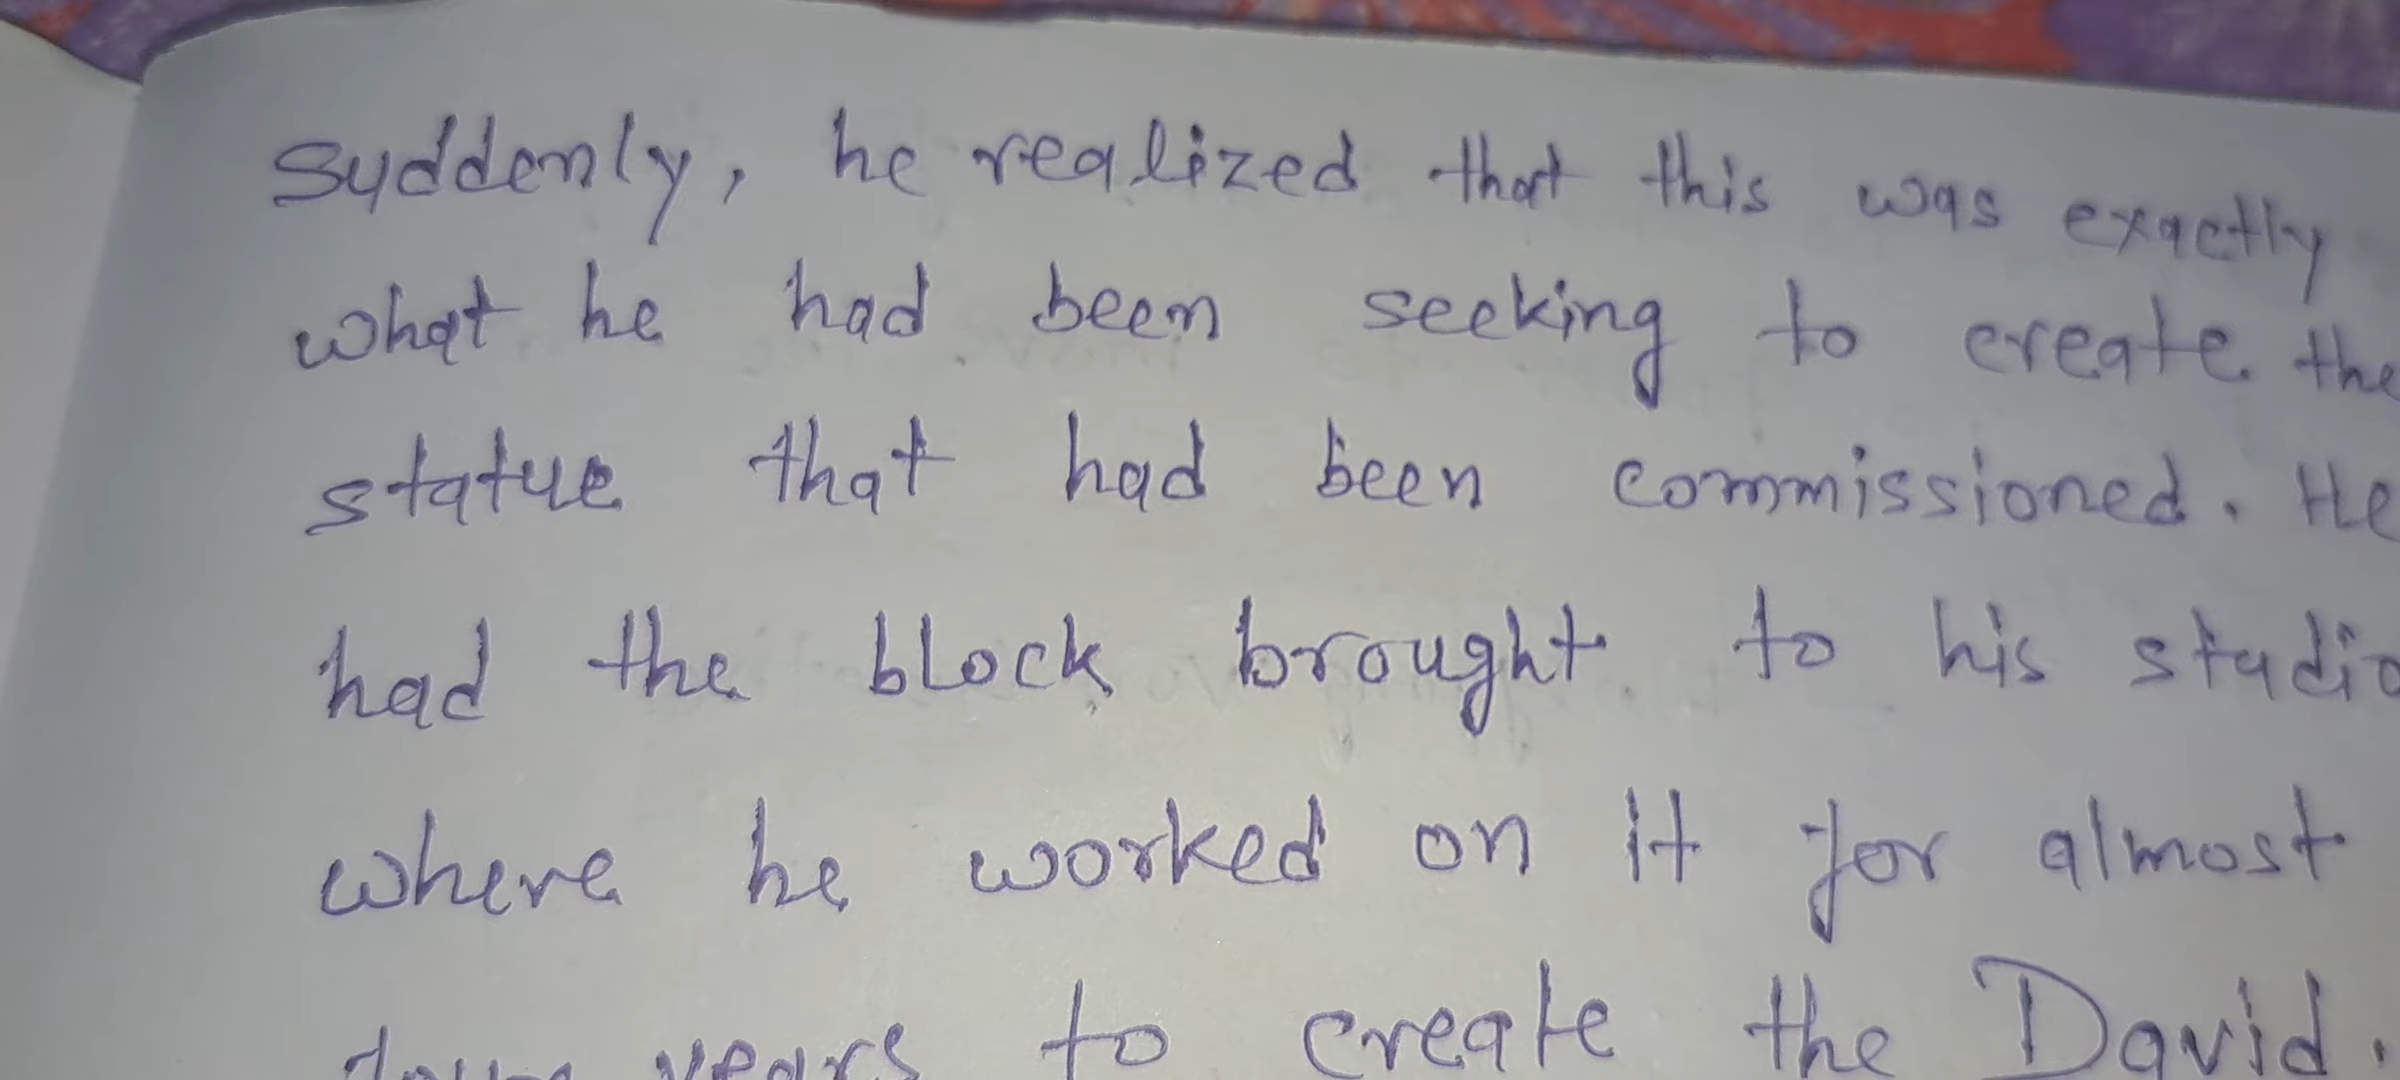 Suddenly, he realized that this was exactly
what he had been seeking to create the
statue that had been commissioned. He
had the block brought to his studio
where he worked on it for almost
years to create the David.